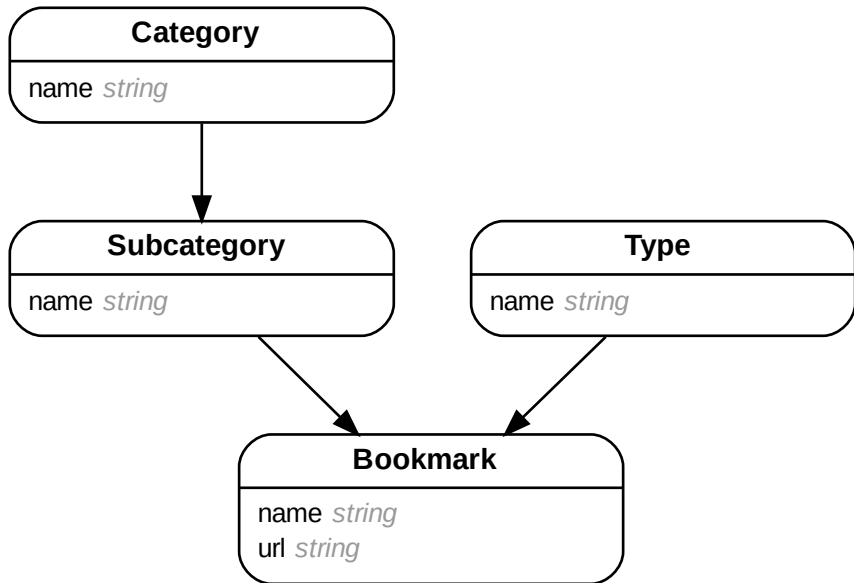 Category
name string
Subcategory
name string
Type
name string
Bookmark
name string
url string